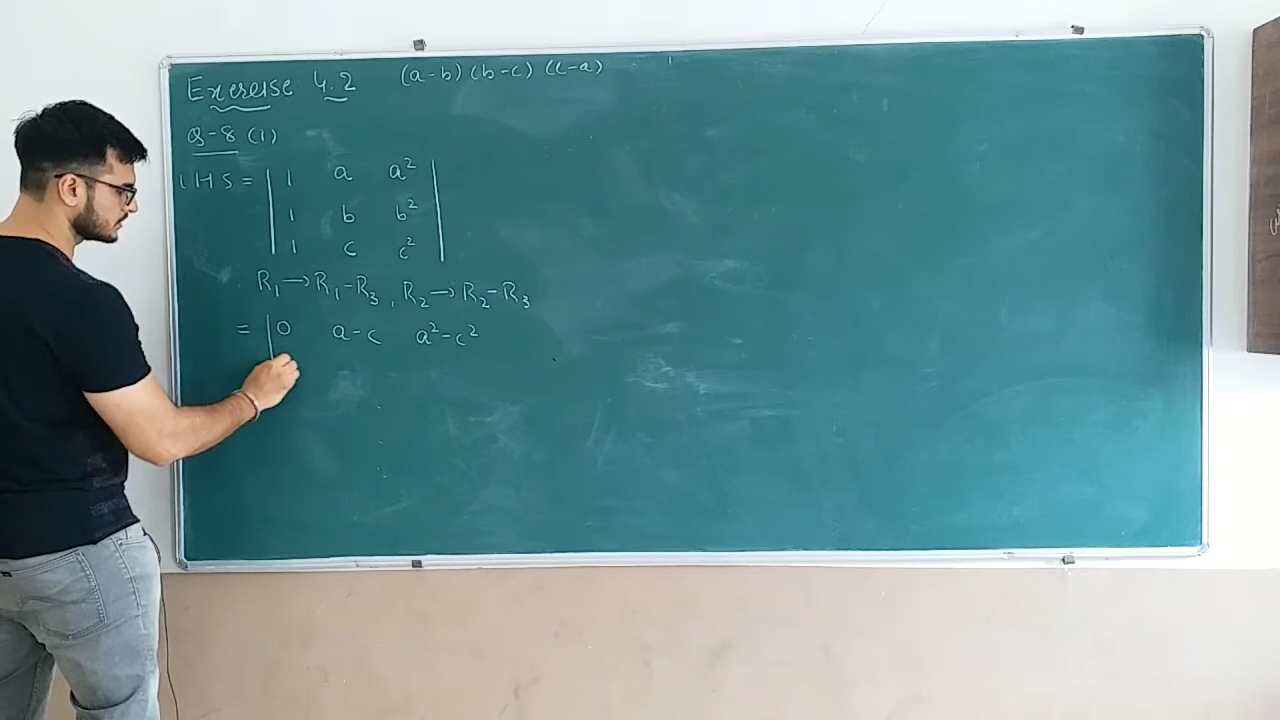 Exercise 4.2 (a-b) (b-c) (c-a)
Q-8 (1)
LHS = | 1 a a² |
| 1 b b² |
| 1 c c² |
R₁→R₁-R₃, R₂→R₂-R₃
= | 0 a-c a²-c²